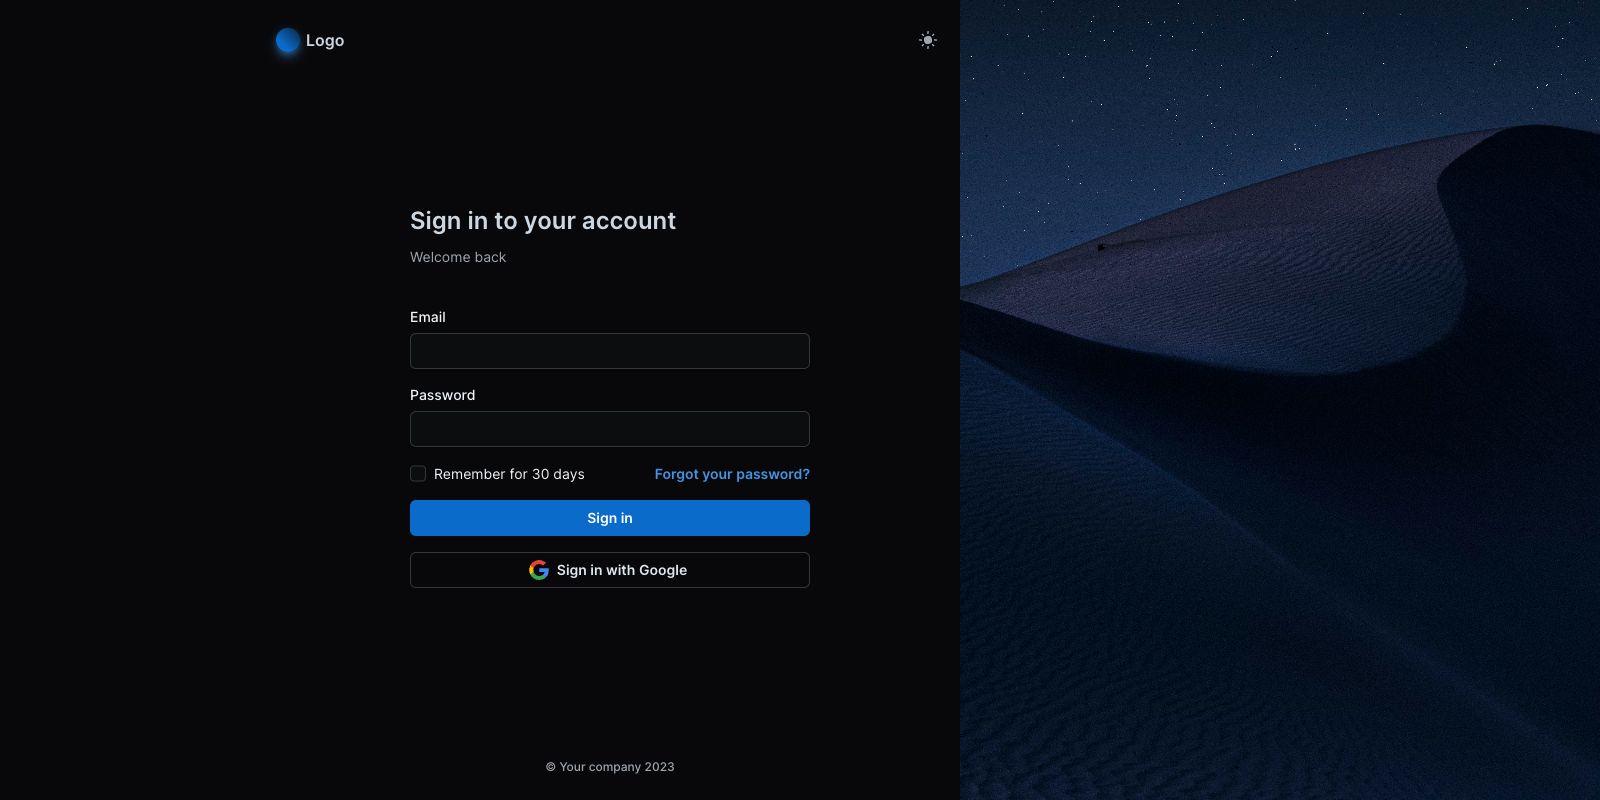 Logo
Sign in to your account
Welcome back
Email
Password
Remember for 30 days
Forgot your password?
Sign in
Sign in with Google
© Your company 2023